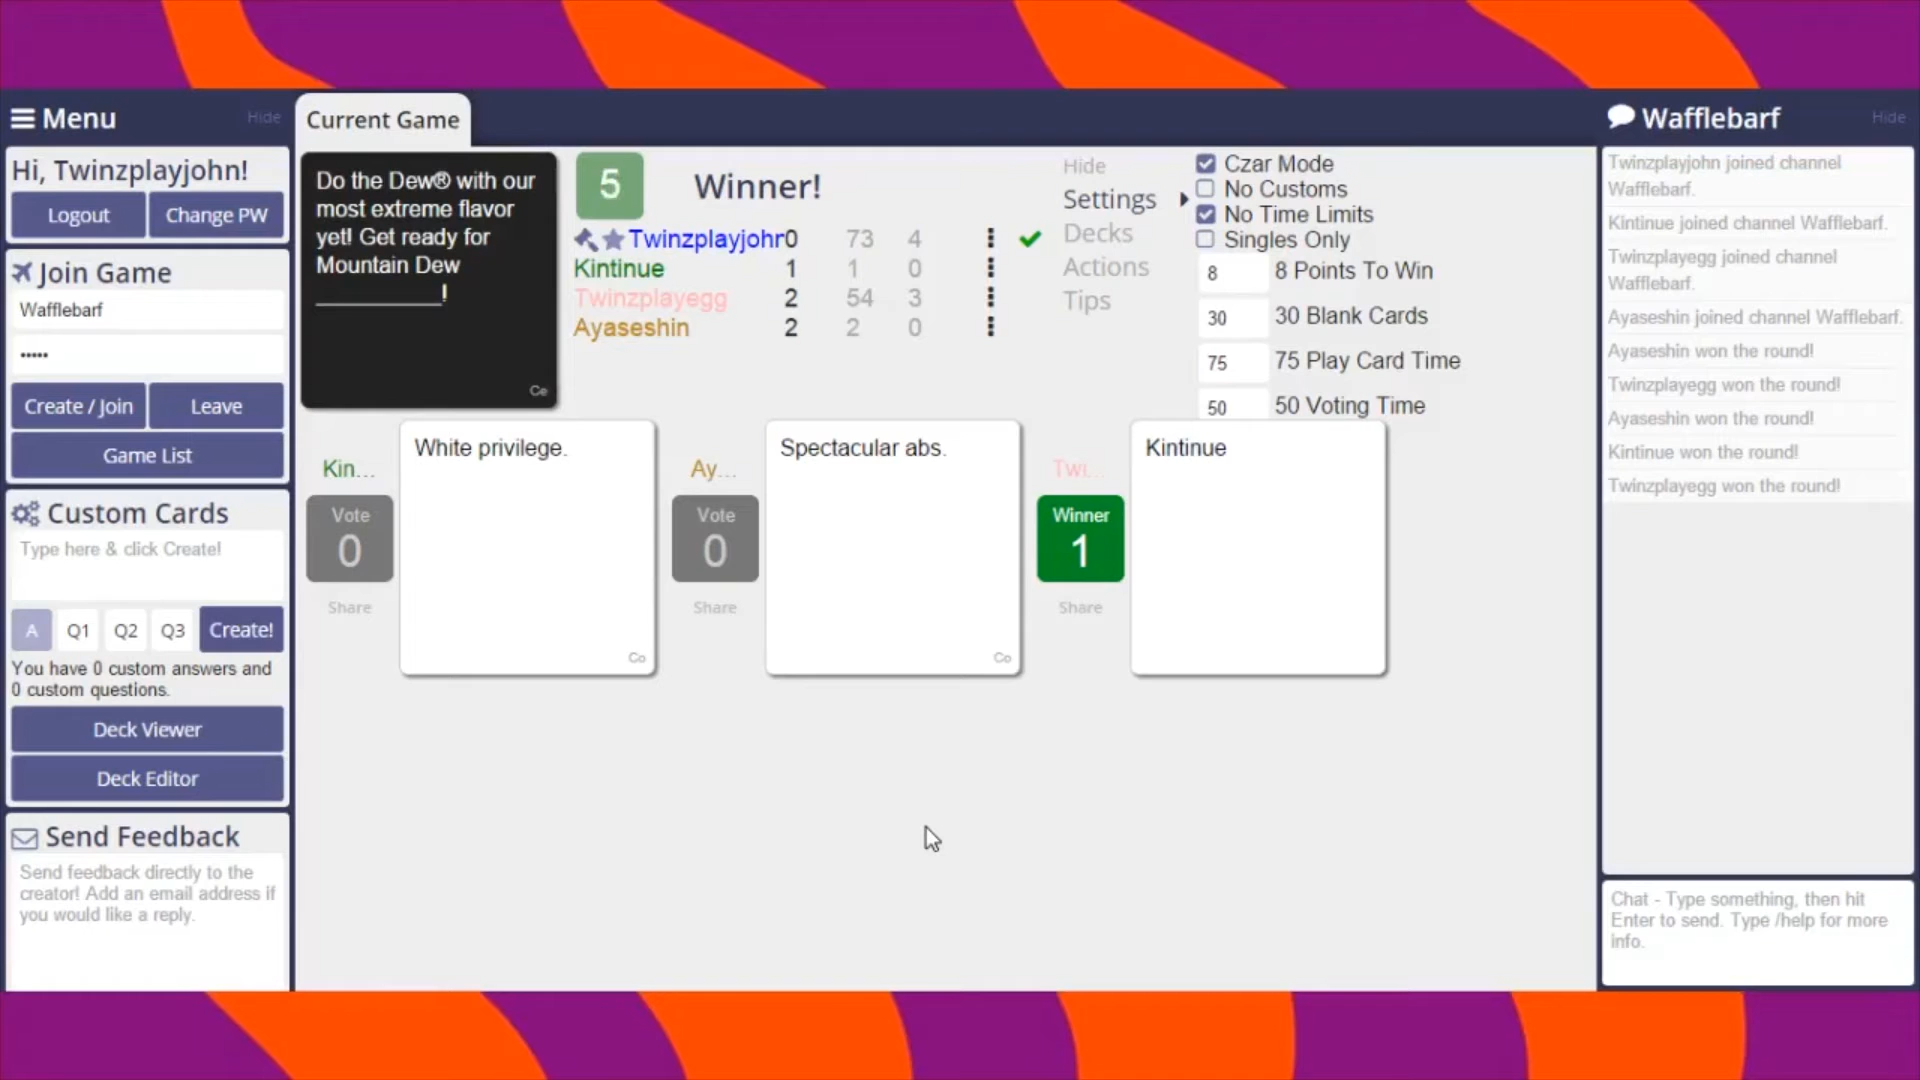 Menu
Hide
Hi, Twinzplayjohn!
Logout
Change PW
Join Game
Wafflebarf
•••••
Create / Join
Leave
Game List
Custom Cards
Type here & click Create!
A
Q1
Q2
Q3
Create!
You have 0 custom answers and
0 custom questions.
Deck Viewer
Deck Editor
Send Feedback
Send feedback directly to the
creator! Add an email address if
you would like a reply.
Current Game
Do the Dew® with our
most extreme flavor
yet! Get ready for
Mountain Dew
__________!
Ce
5
Winner!
Twinzplayjohn 0 73 4
Kintinue 1 1 0
Twinzplayegg 2 54 3
Ayaseshin 2 2 0
Hide
Settings
Decks
Actions
Tips
Czar Mode
No Customs
No Time Limits
Singles Only
8 8 Points To Win
30 30 Blank Cards
75 75 Play Card Time
50 50 Voting Time
Kin...
Vote
0
Share
White privilege.
Co
Ay...
Vote
0
Share
Spectacular abs.
Co
Twi...
Winner
1
Share
Kintinue
Wafflebarf
Hide
Twinzplayjohn joined channel
Wafflebarf.
Kintinue joined channel Wafflebarf.
Twinzplayegg joined channel
Wafflebarf.
Ayaseshin joined channel Wafflebarf.
Ayaseshin won the round!
Twinzplayegg won the round!
Ayaseshin won the round!
Kintinue won the round!
Twinzplayegg won the round!
Chat - Type something, then hit
Enter to send. Type /help for more
info.